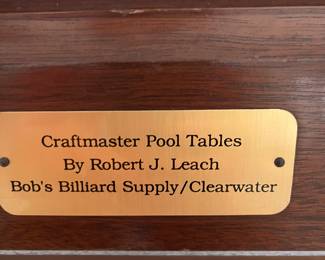 Craftmaster Pool Tables
By Robert J. Leach
Bob's Billiard Supply/Clearwater